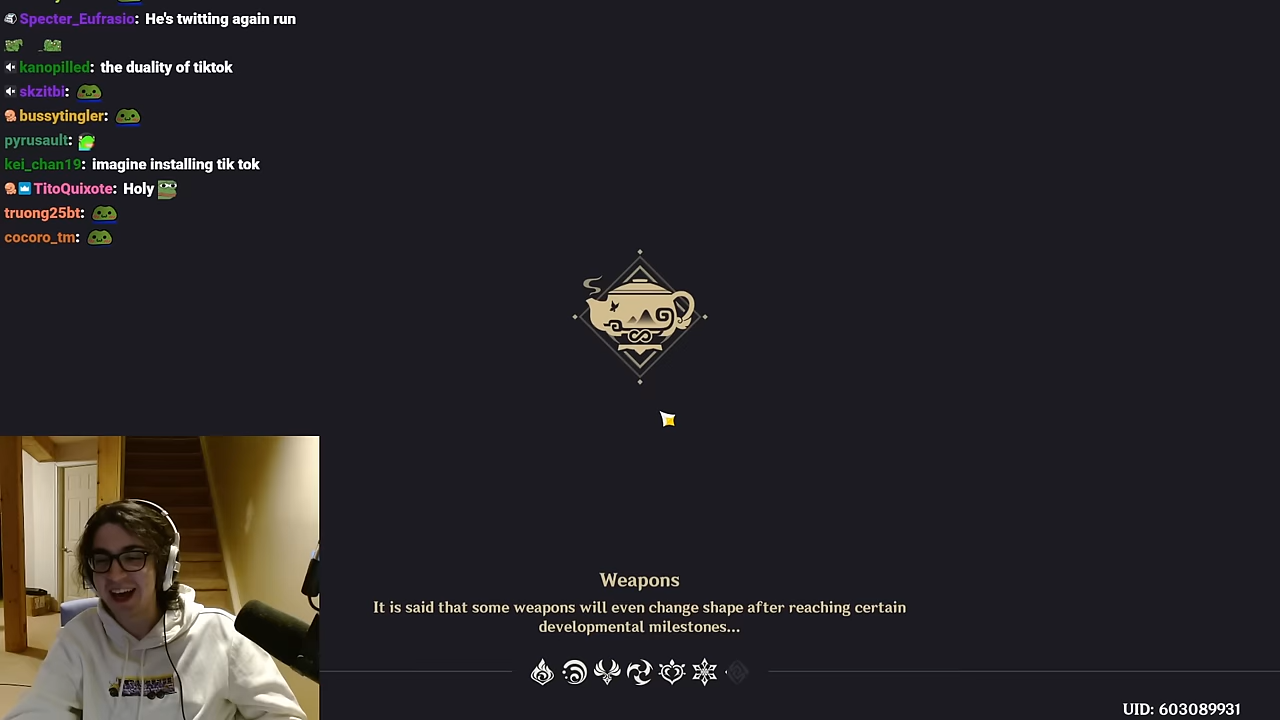 Specter_Eufrasio: He's twitting again run
kanopilled: the duality of tiktok
skzitbi:
bussytingler:
pyrusault:
kei_chan19: imagine installing tik tok
TitoQuixote: Holy
truong25bt:
cocoro_tm:
Weapons
It is said that some weapons will even change shape after reaching certain
developmental milestones...
UID: 603089931